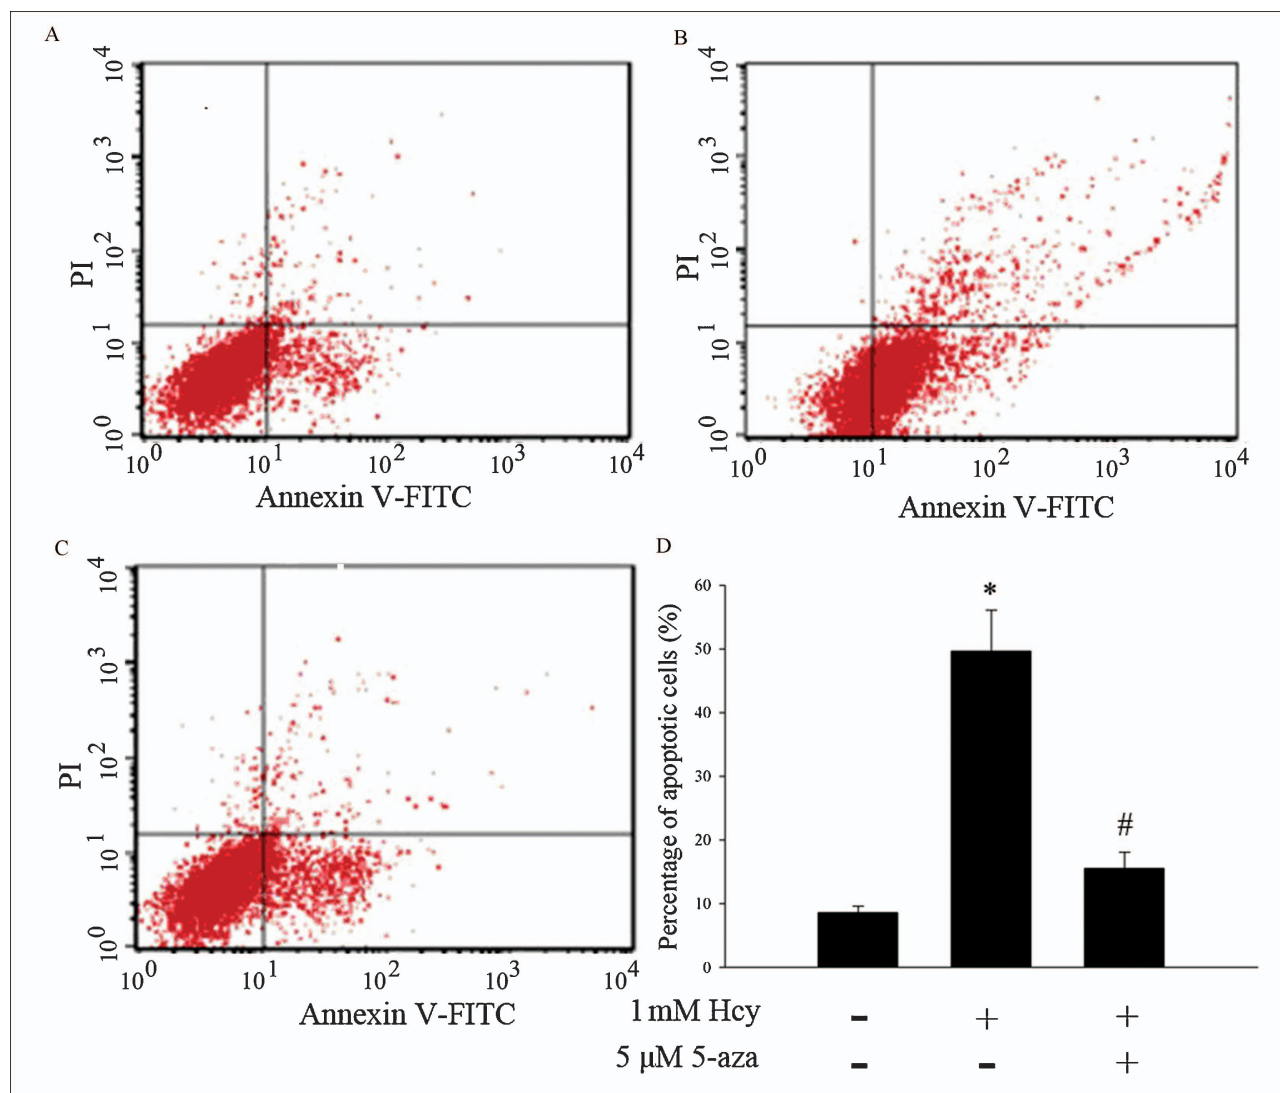 A
PI
10^4
10^3
10^2
10^1
10^0
10^0 10^1 10^2 10^3 10^4
Annexin V-FITC
B
PI
10^4
10^3
10^2
10^1
10^0
10^0 10^1 10^2 10^3 10^4
Annexin V-FITC
C
PI
10^4
10^3
10^2
10^1
10^0
10^0 10^1 10^2 10^3 10^4
Annexin V-FITC
D
Percentage of apoptotic cells (%)
60
50
40
30
20
10
0
*
#
1 mM Hcy - + +
5 μM 5-aza - - +